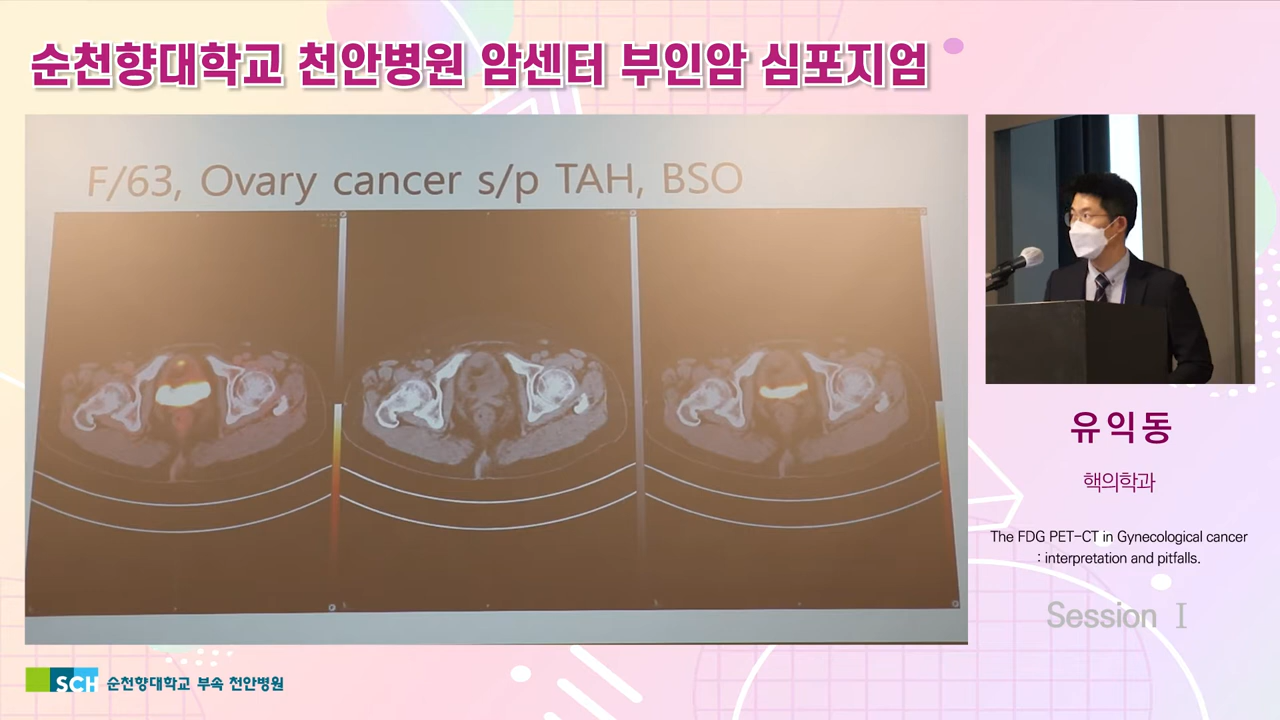 순천향대학교 천안병원 암센터 부인암 심포지엄
F/63, Ovary cancer s/p TAH, BSO
유익동
핵의학과
The FDG PET-CT in Gynecological cancer
: interpretation and pitfalls.
Session Ⅰ
SCH 순천향대학교 부속 천안병원